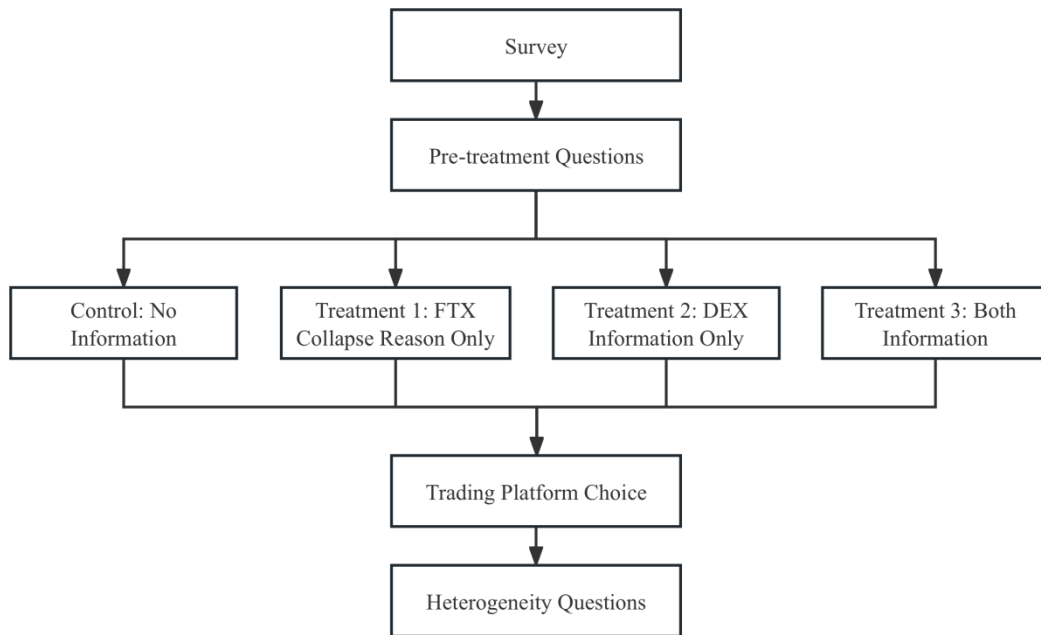 Survey
Pre-treatment Questions
Control: No
Information
Treatment 1: FTX
Collapse Reason Only
Treatment 2: DEX
Information Only
Treatment 3: Both
Information
Trading Platform Choice
Heterogeneity Questions